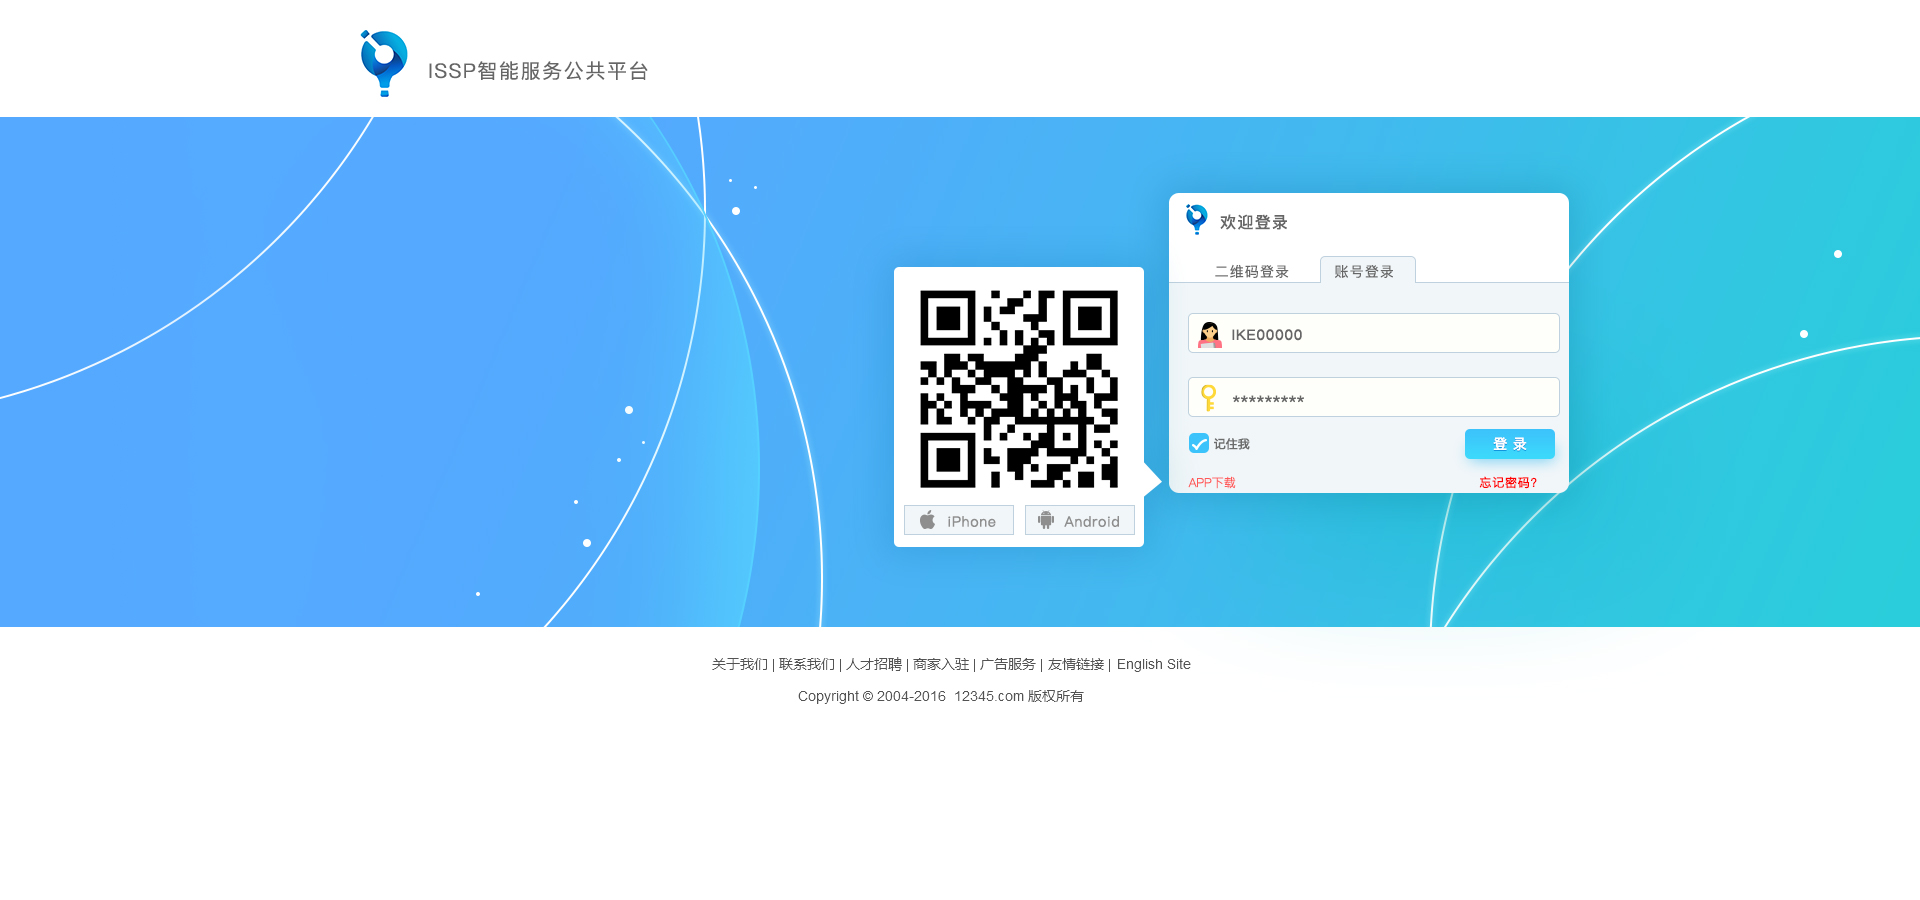 ISSP智能服务公共平台
欢迎登录
二维码登录 账号登录
IKE00000
*********
记住我 登 录
APP下载 忘记密码?
iPhone Android
关于我们 | 联系我们 | 人才招聘 | 商家入驻 | 广告服务 | 友情链接 | English Site
Copyright © 2004-2016 12345.com 版权所有